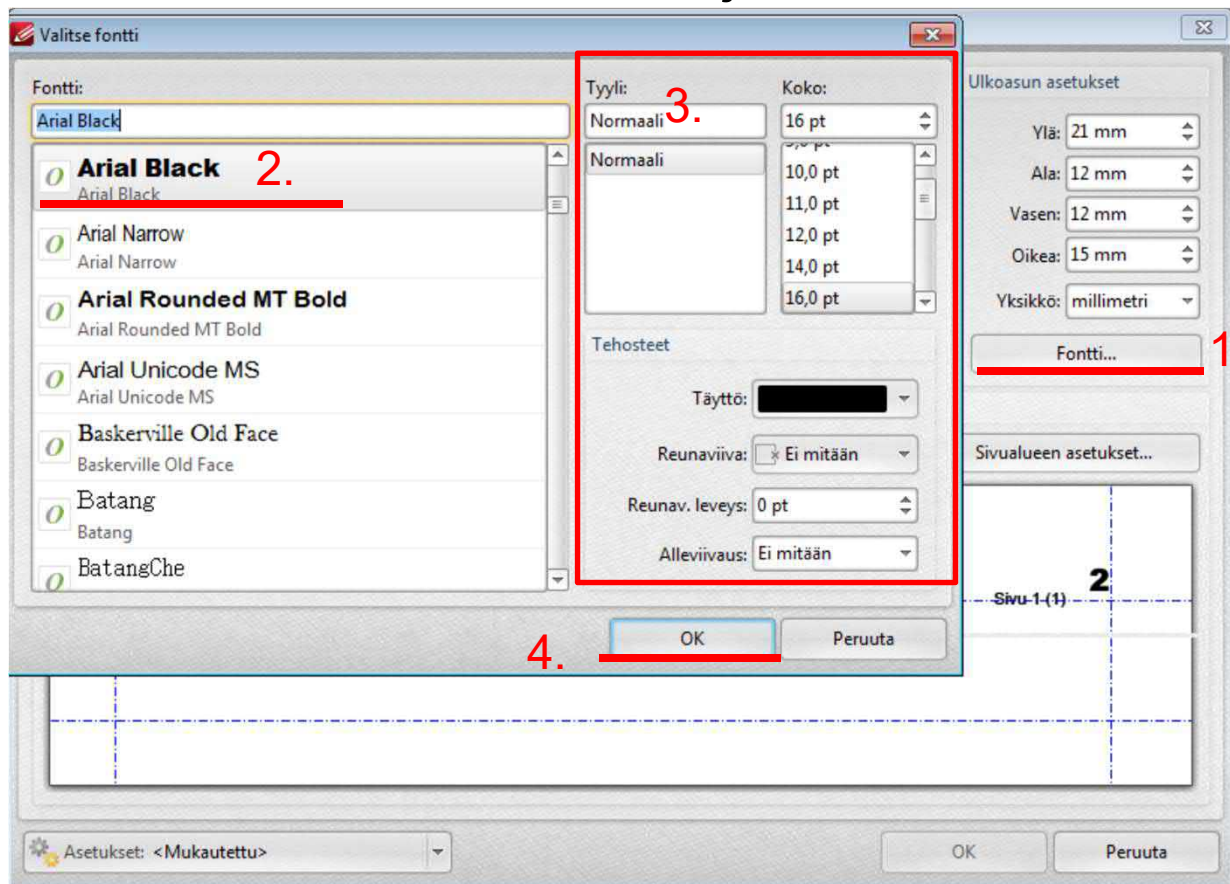 Valitse fontti
Fontti:
Arial Black
Arial Black
2.
Arial Black
Arial Narrow
Arial Narrow
Arial Rounded MT Bold
Arial Rounded MT Bold
Arial Unicode MS
Arial Unicode MS
Baskerville Old Face
Baskerville Old Face
Batang
Batang
BatangChe
Tyyli:
3.
Koko:
Normaali
16 pt
Normaali
10,0 pt
11,0 pt
12,0 pt
14,0 pt
16,0 pt
Tehosteet
Täyttö:
Reunaviiva: Ei mitään
Reunav. leveys: 0 pt
Alleviivaus: Ei mitään
4.
OK
Peruuta
Ulkoasun asetukset
Ylä: 21 mm
Ala: 12 mm
Vasen: 12 mm
Oikea: 15 mm
Yksikkö: millimetri
Fontti...
1
Sivualueen asetukset...
Sivu 1 (1)
2
Asetukset: <Mukautettu>
OK
Peruuta